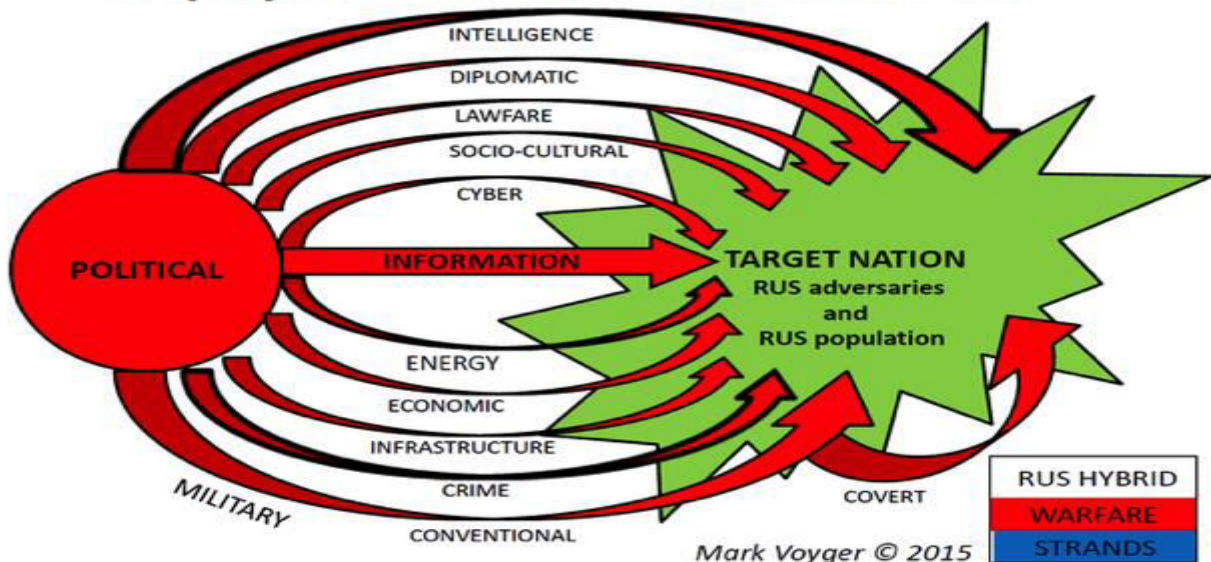 INTELLIGENCE
DIPLOMATIC
LAWFARE
SOCIO-CULTURAL
CYBER
POLITICAL
INFORMATION
TARGET NATION
RUS adversaries
and
RUS population
ENERGY
ECONOMIC
INFRASTRUCTURE
CRIME
MILITARY
CONVENTIONAL
COVERT
RUS HYBRID
WARFARE
STRANDS
Mark Voyger © 2015